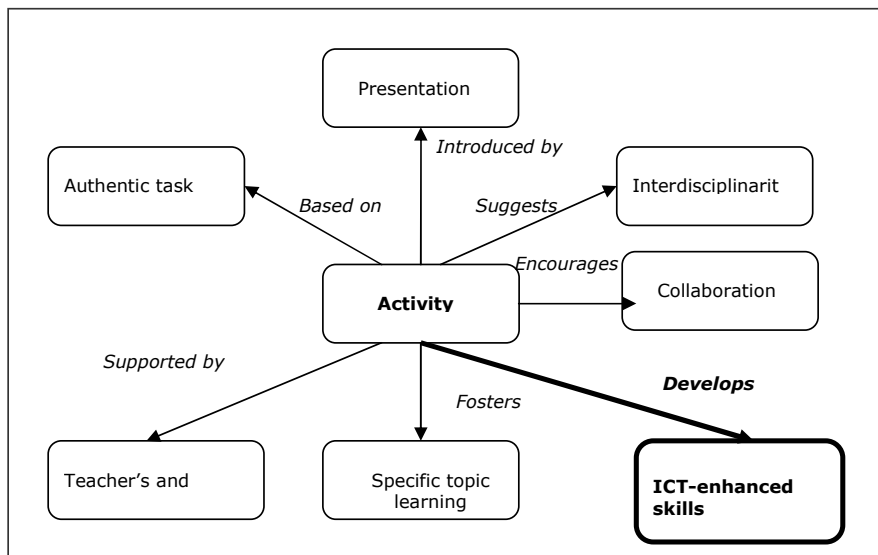 Presentation
Introduced by
Authentic task
Interdisciplinarit
Based on
Suggests
Encourages
Activity
Collaboration
Supported by
Develops
Fosters
Teacher's and
Specific topic
learning
ICT-enhanced
skills